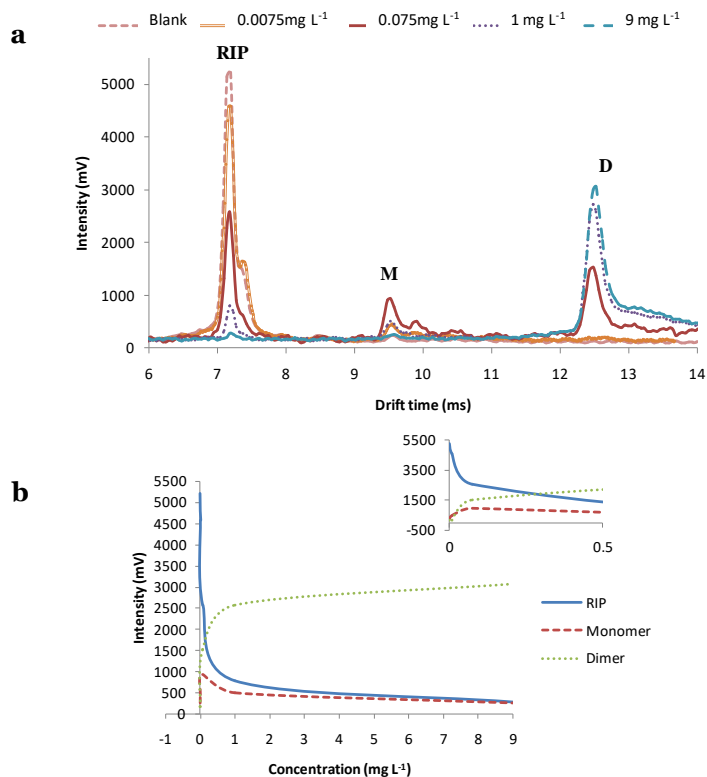 Blank 0.0075mg L-1 0.075mg L-1 1 mg L-1 9 mg L-1
a
RIP
5000
4000
3000
2000
1000
0
Intensity (mV)
M
D
6 7 8 9 10 11 12 13 14
Drift time (ms)
5500
3500
1500
-500
0 0.5
b
5500
5000
4500
4000
3500
3000
2500
2000
1500
1000
500
0
Intensity (mV)
RIP
Monomer
Dimer
-1 0 1 2 3 4 5 6 7 8 9
Concentration (mg L-1)